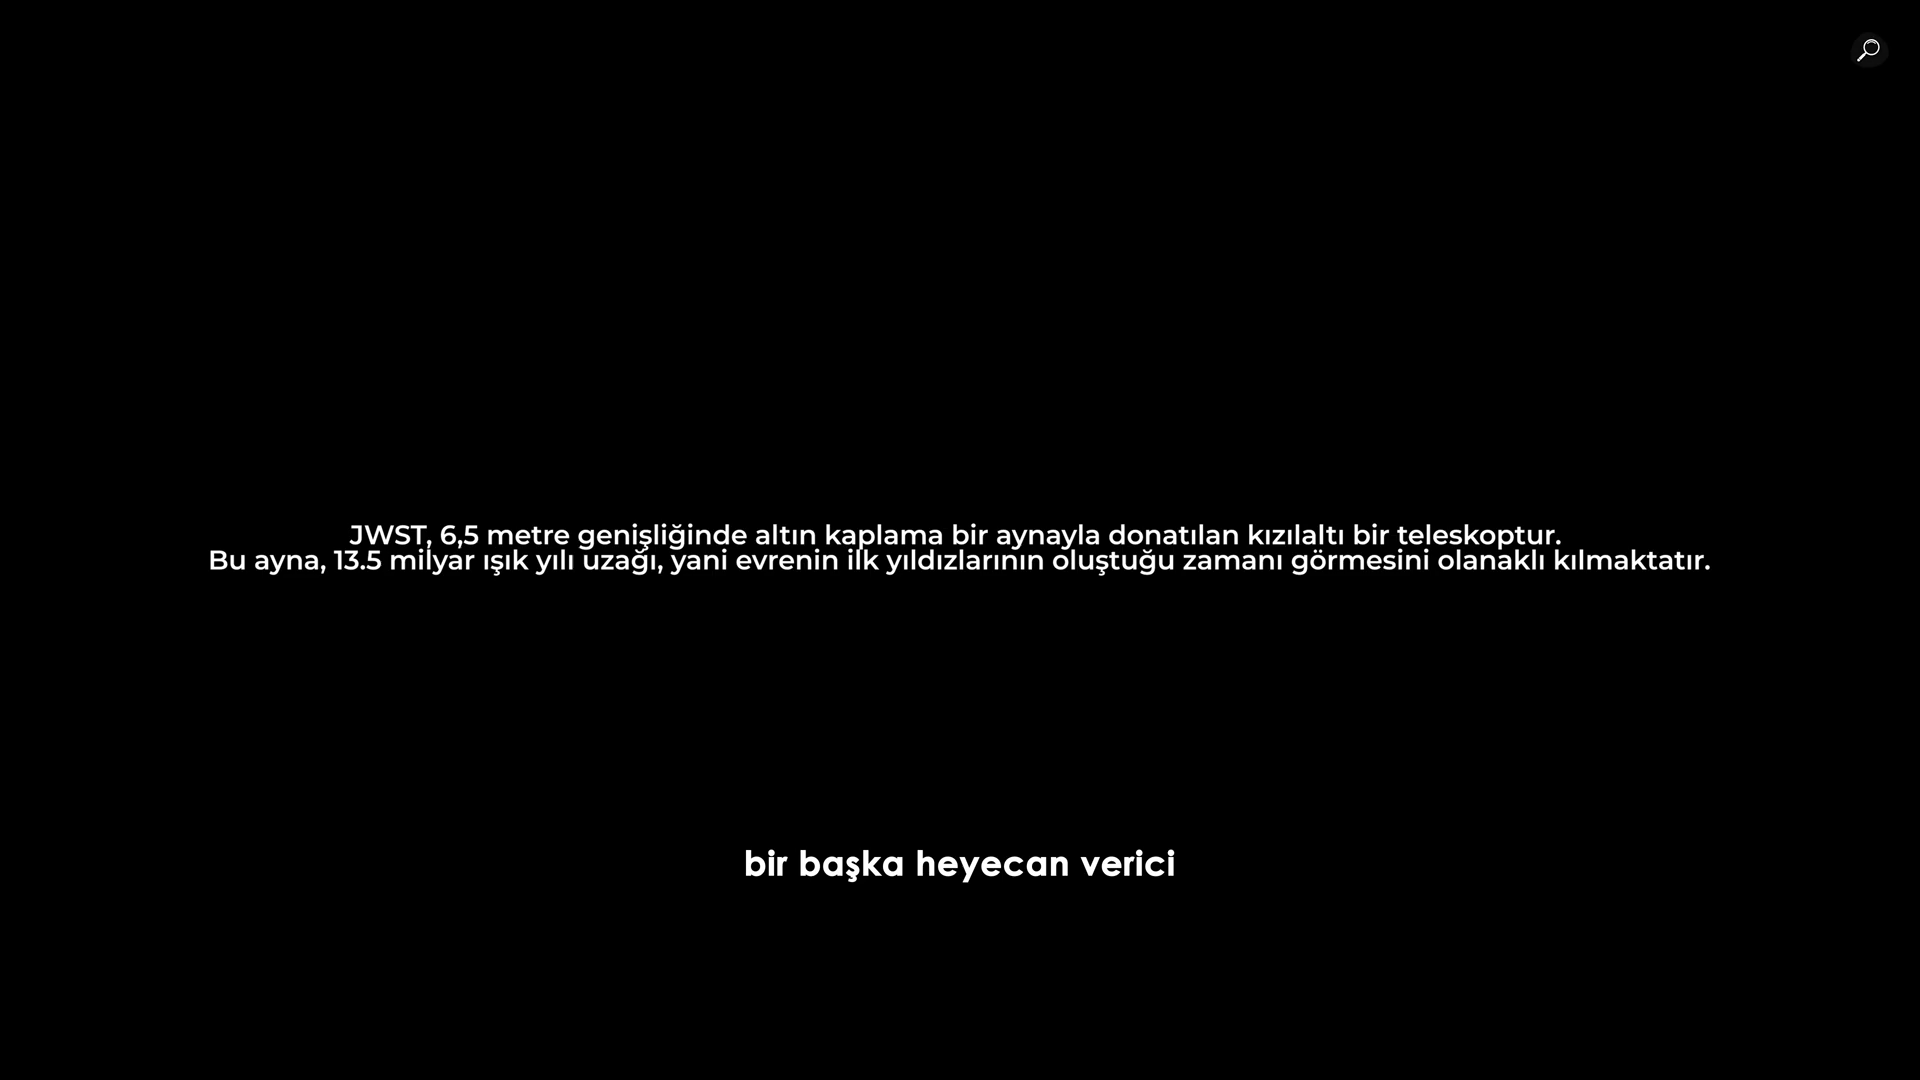 JWST, 6,5 metre genişliğinde altın kaplama bir aynayla donatılan kızılaltı bir teleskoptur.
Bu ayna, 13.5 milyar ışık yılı uzağı, yani evrenin ilk yıldızlarının oluştuğu zamanı görmesini olanaklı kılmaktatır.
bir başka heyecan verici